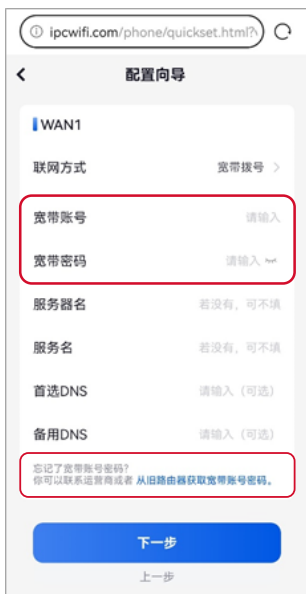 ipcwifi.com/phone/quickset.html?
配置向导
WAN1
联网方式 宽带拨号
宽带账号 请输入
宽带密码 请输入
服务器名 若没有，可不填
服务名 若没有，可不填
首选DNS 请输入（可选）
备用DNS 请输入（可选）
忘记了宽带账号密码？
你可以联系运营商或者 从旧路由器获取宽带账号密码。
下一步
上一步